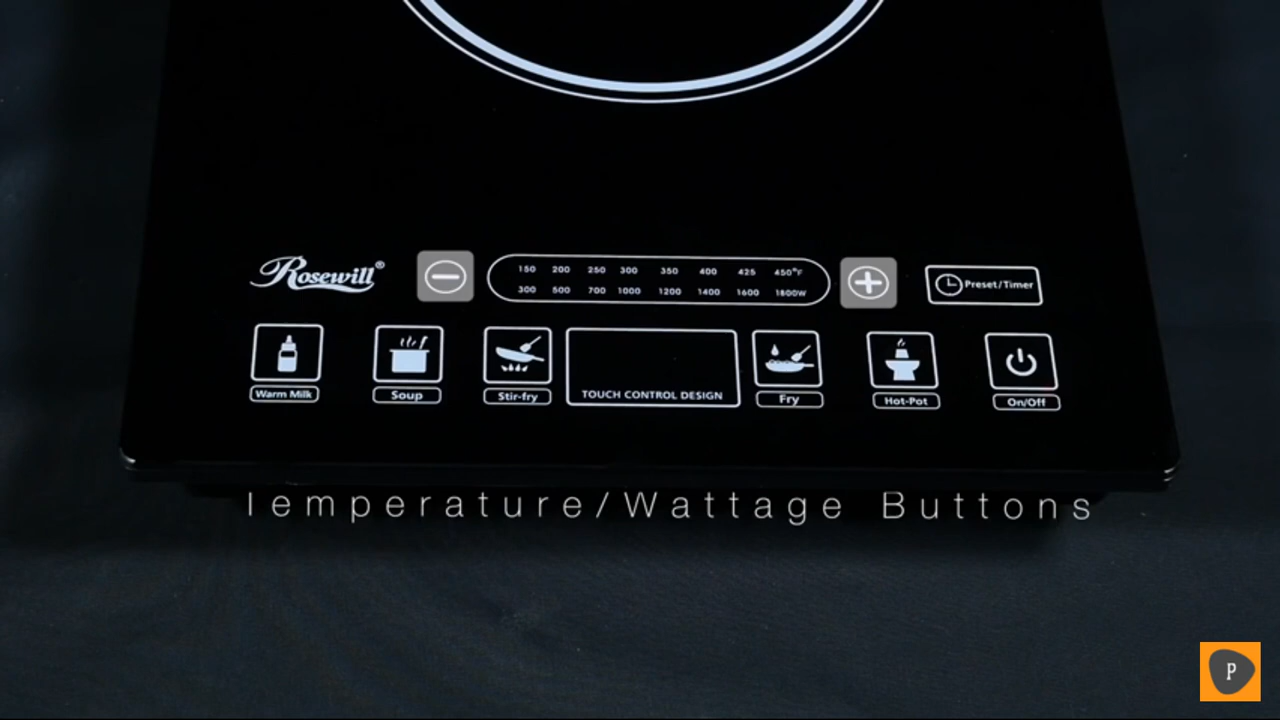 Rosewill®
150 200 250 300 350 400 425 450°F
300 500 700 1000 1200 1400 1600 1800W
Preset/Timer
Warm Milk
Soup
Stir-fry
TOUCH CONTROL DESIGN
Fry
Hot-Pot
On/Off
Temperature/Wattage Buttons
P